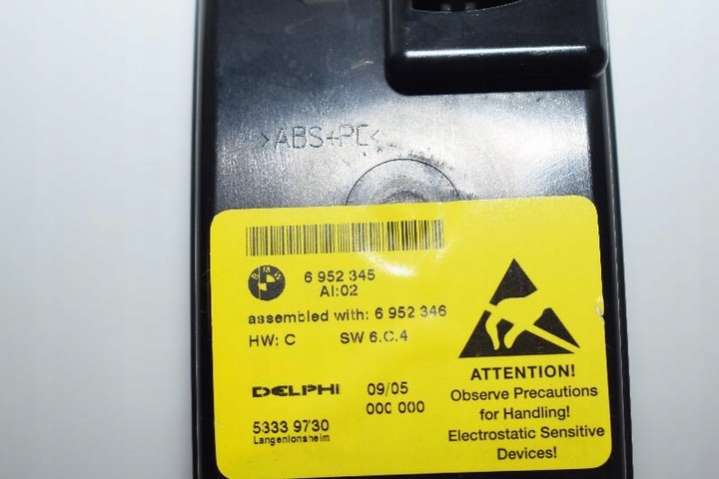 >ABS+PC<
BMW
6 952 345
AI:02
assembled with: 6 952 346
HW: C SW 6.C.4
DELPHI 09/05
000 000
5333 9730
Langenlonsheim
ATTENTION!
Observe Precautions
for Handling!
Electrostatic Sensitive
Devices!